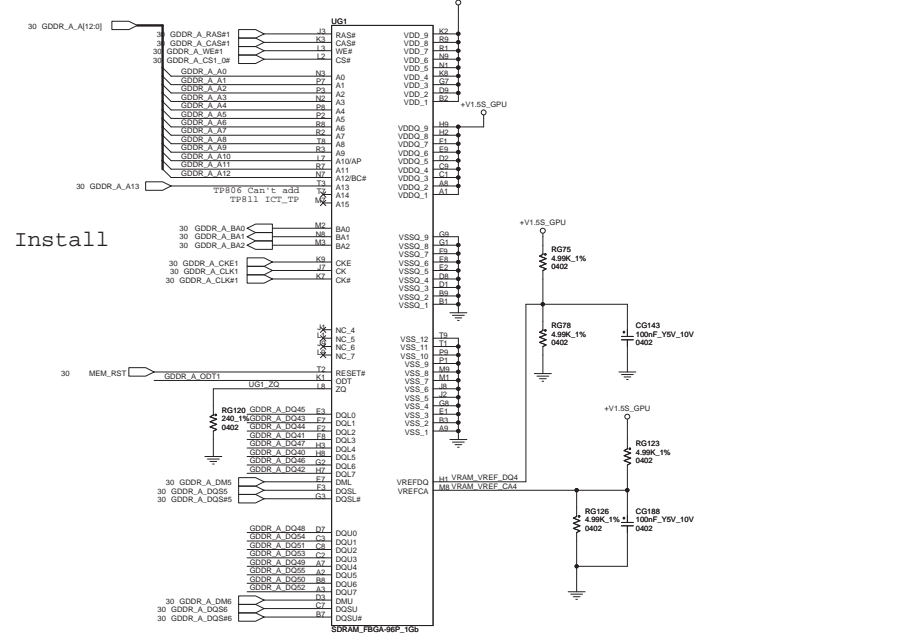 UG1
30 GDDR_A_A[12:0]
30 GDDR_A_RAS#1 J3 RAS# VDD_9 K2
30 GDDR_A_CAS#1 K3 CAS# VDD_8 R9
30 GDDR_A_WE#1 L3 WE# VDD_7 R1
30 GDDR_A_CS1_0# L2 CS# VDD_6 N9
VDD_5 N1
GDDR_A_A0 N3 A0 VDD_4 K8
GDDR_A_A1 P7 A1 VDD_3 G7
GDDR_A_A2 P3 A2 VDD_2 D9
GDDR_A_A3 N2 A3 VDD_1 B2
GDDR_A_A4 P8 A4
+V1.5S_GPU
GDDR_A_A5 P2 A5
GDDR_A_A6 R8 A6 VDDQ_9 H9
GDDR_A_A7 R2 A7 VDDQ_8 H2
GDDR_A_A8 T8 A8 VDDQ_7 F1
GDDR_A_A9 R3 A9 VDDQ_6 E9
GDDR_A_A10 L7 A10/AP VDDQ_5 D2
GDDR_A_A11 R7 A11 VDDQ_4 C9
GDDR_A_A12 N7 A12/BC# VDDQ_3 C1
30 GDDR_A_A13 T3 A13 VDDQ_2 A8
TP806 Can't add A14 VDDQ_1 A1
TP811 ICT_TP A15
Install
30 GDDR_A_BA0 M2 BA0
30 GDDR_A_BA1 N8 BA1 VSSQ_9 G9
30 GDDR_A_BA2 M3 BA2 VSSQ_8 G1
VSSQ_7 F9
30 GDDR_A_CKE1 K9 CKE VSSQ_6 E8
30 GDDR_A_CLK1 J7 CK VSSQ_5 E2
30 GDDR_A_CLK#1 K7 CK# VSSQ_4 D8
VSSQ_3 D1
VSSQ_2 B9
VSSQ_1 B1
+V1.5S_GPU
RG75
4.99K_1%
0402
NC_4
NC_5 VSS_12 T9
NC_6 VSS_11 T1
NC_7 VSS_10 P9
VSS_9 P1
30 MEM_RST T2 RESET# VSS_8 M9
GDDR_A_ODT1 K1 ODT VSS_7 M1
UG1_ZQ L8 ZQ VSS_6 J8
VSS_5 J2
VSS_4 G8
VSS_3 E1
VSS_2 B3
VSS_1 A9
RG78
4.99K_1%
0402
CG143
100nF_Y5V_10V
0402
RG120
240_1%
0402
GDDR_A_DQ45 E3 DQL0
GDDR_A_DQ43 F7 DQL1
GDDR_A_DQ44 F2 DQL2
GDDR_A_DQ41 F8 DQL3
GDDR_A_DQ47 H3 DQL4
GDDR_A_DQ40 H8 DQL5
GDDR_A_DQ46 G2 DQL6
GDDR_A_DQ42 H7 DQL7
30 GDDR_A_DM5 E7 DML
30 GDDR_A_DQS5 F3 DQSL
30 GDDR_A_DQS#5 G3 DQSL#
VREFDQ H1 VRAM_VREF_DQ4
VREFCA M8 VRAM_VREF_CA4
+V1.5S_GPU
RG123
4.99K_1%
0402
RG126
4.99K_1%
0402
CG188
100nF_Y5V_10V
0402
GDDR_A_DQ48 D7 DQU0
GDDR_A_DQ54 C3 DQU1
GDDR_A_DQ51 C8 DQU2
GDDR_A_DQ53 C2 DQU3
GDDR_A_DQ49 A7 DQU4
GDDR_A_DQ55 A2 DQU5
GDDR_A_DQ50 B8 DQU6
GDDR_A_DQ52 A3 DQU7
30 GDDR_A_DM6 D3 DMU
30 GDDR_A_DQS6 C7 DQSU
30 GDDR_A_DQS#6 B7 DQSU#
SDRAM_FBGA-96P_1Gb